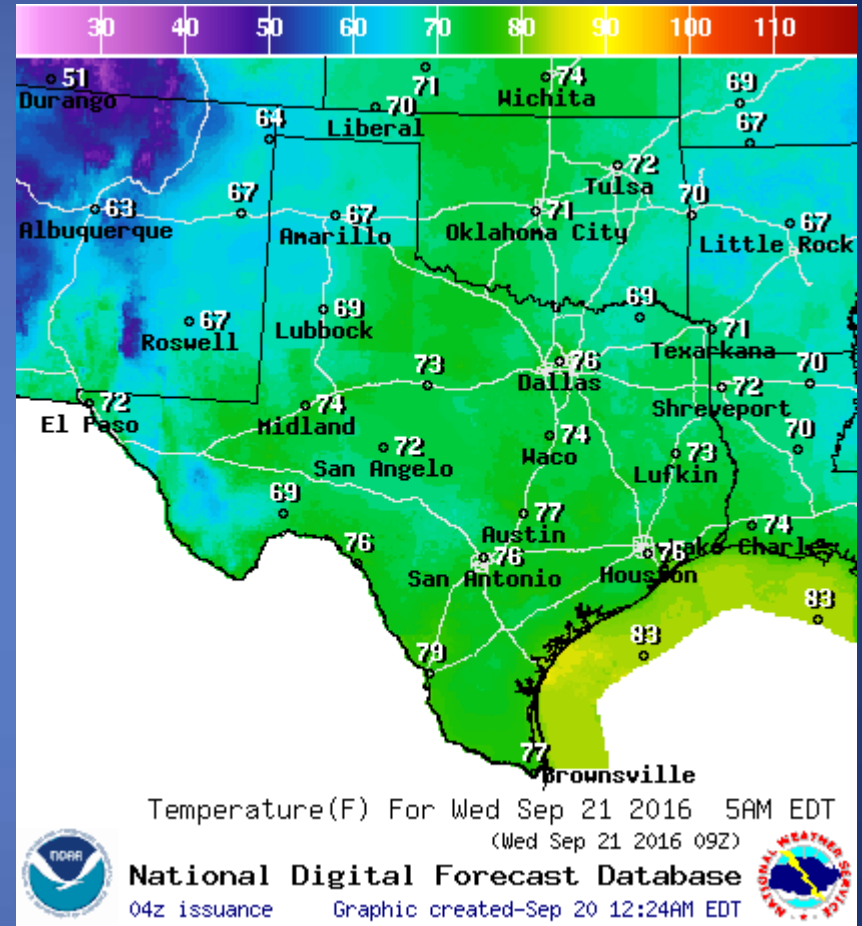 30 40 50 60 70 80 90 100 110
51
Durango
71
74
Wichita
69
70
Liberal
64
67
72
Tulsa
63
Albuquerque
67
67
Amarillo
71
Oklahoma City
70
67
Little Rock
67
Roswell
69
Lubbock
69
71
Texarkana
73
76
Dallas
72
Shreveport
70
72
El Paso
74
Midland
72
San Angelo
74
Waco
73
Lufkin
70
69
77
Austin
74
Lake Charles
76
76
San Antonio
76
Houston
83
83
79
77
Brownsville
Temperature(F) For Wed Sep 21 2016 5AM EDT
(Wed Sep 21 2016 09Z)
National Digital Forecast Database
04z issuance Graphic created-Sep 20 12:24AM EDT
NOAA
NATIONAL WEATHER SERVICE